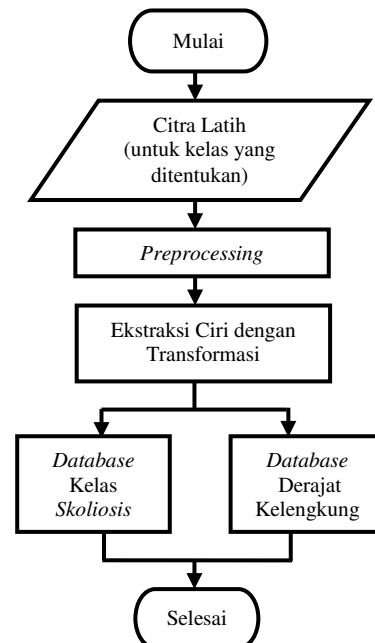 Mulai
Citra Latih
(untuk kelas yang
ditentukan)
Preprocessing
Ekstraksi Ciri dengan
Transformasi
Database
Kelas
Skoliosis
Database
Derajat
Kelengkung
Selesai